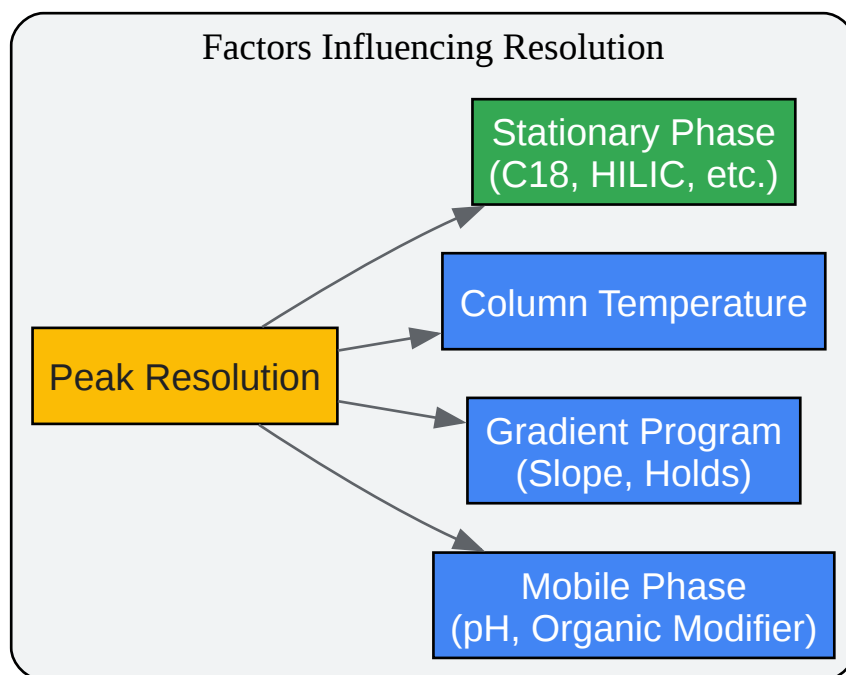 Factors Influencing Resolution
Stationary Phase
(C18, HILIC, etc.)
Column Temperature
Peak Resolution
Gradient Program
(Slope, Holds)
Mobile Phase
(pH, Organic Modifier)